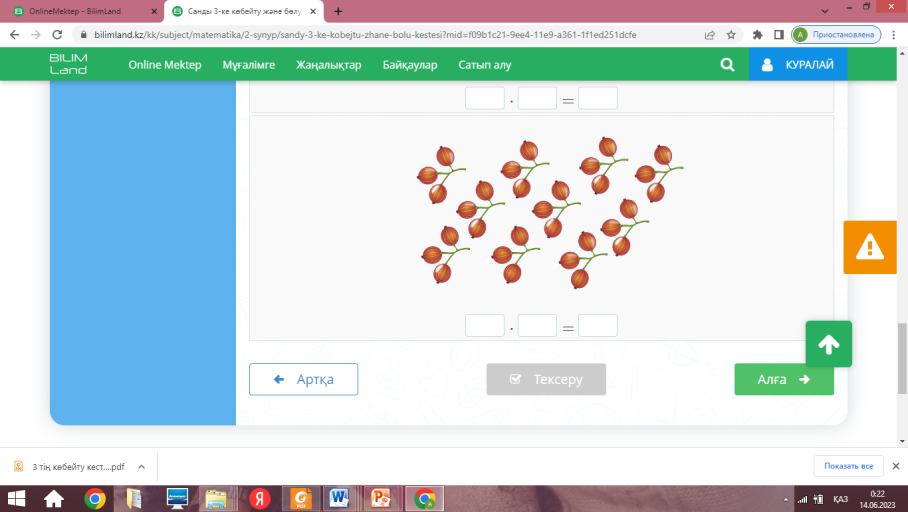 OnlineMektep - BilimLand
Санды 3-ке көбейту және бөлу
bilimland.kz/kk/subject/matematika/2-synyp/sandy-3-ke-kobejtu-zhane-bolu-kestesi?mid=f09b1c21-9ee4-11e9-a361-1f1ed251dcfe
A Приостановлена
BILIM Land
Online Mektep Мұғалімге Жаңалықтар Байқаулар Сатып алу
КУРАЛАЙ
· =
· =
Артқа Тексеру Алға
3 тің көбейту кест....pdf
Показать все
ҚАЗ
0:22
14.06.2023